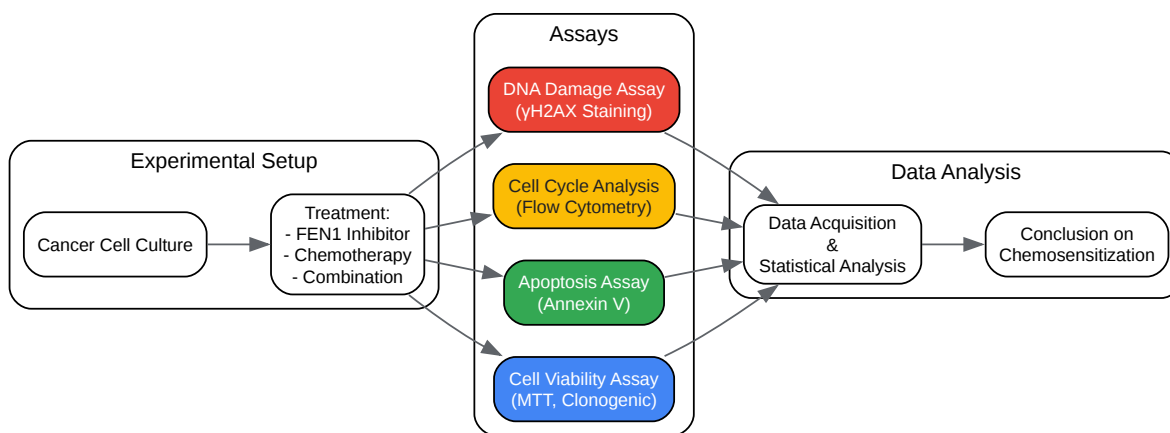 Experimental Setup
Cancer Cell Culture
Treatment:
- FEN1 Inhibitor
- Chemotherapy
- Combination
Assays
DNA Damage Assay
(γH2AX Staining)
Cell Cycle Analysis
(Flow Cytometry)
Apoptosis Assay
(Annexin V)
Cell Viability Assay
(MTT, Clonogenic)
Data Analysis
Data Acquisition
&
Statistical Analysis
Conclusion on
Chemosensitization